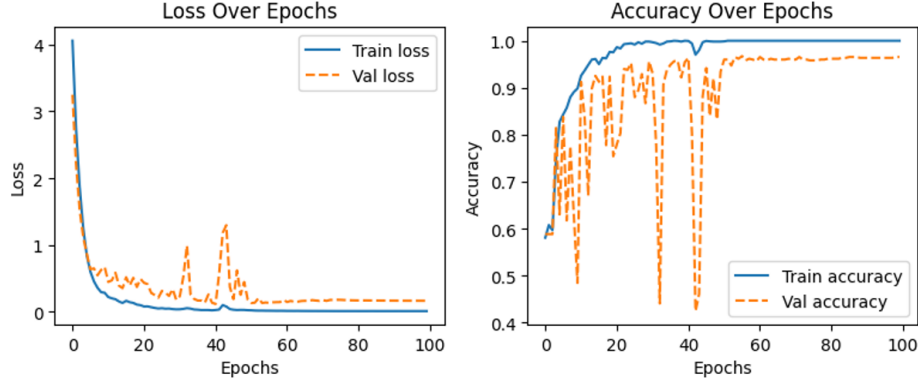 Loss Over Epochs
4
3
2
1
0
Loss
Train loss
Val loss
0 20 40 60 80 100
Epochs
Accuracy Over Epochs
1.0
0.9
0.8
0.7
0.6
0.5
0.4
Accuracy
Train accuracy
Val accuracy
0 20 40 60 80 100
Epochs